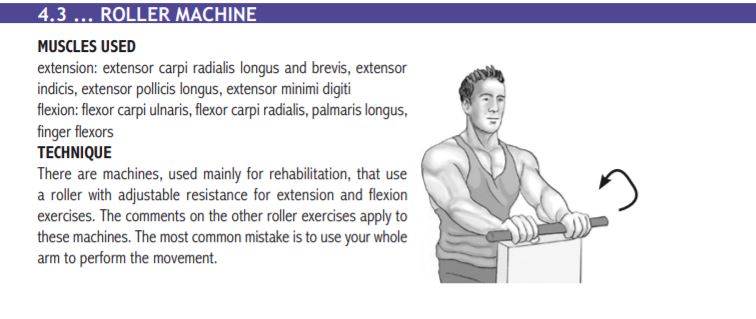 4.3 ... ROLLER MACHINE
MUSCLES USED
extension: extensor carpi radialis longus and brevis, extensor
indicis, extensor pollicis longus, extensor minimi digiti
flexion: flexor carpi ulnaris, flexor carpi radialis, palmaris longus,
finger flexors
TECHNIQUE
There are machines, used mainly for rehabilitation, that use
a roller with adjustable resistance for extension and flexion
exercises. The comments on the other roller exercises apply to
these machines. The most common mistake is to use your whole
arm to perform the movement.